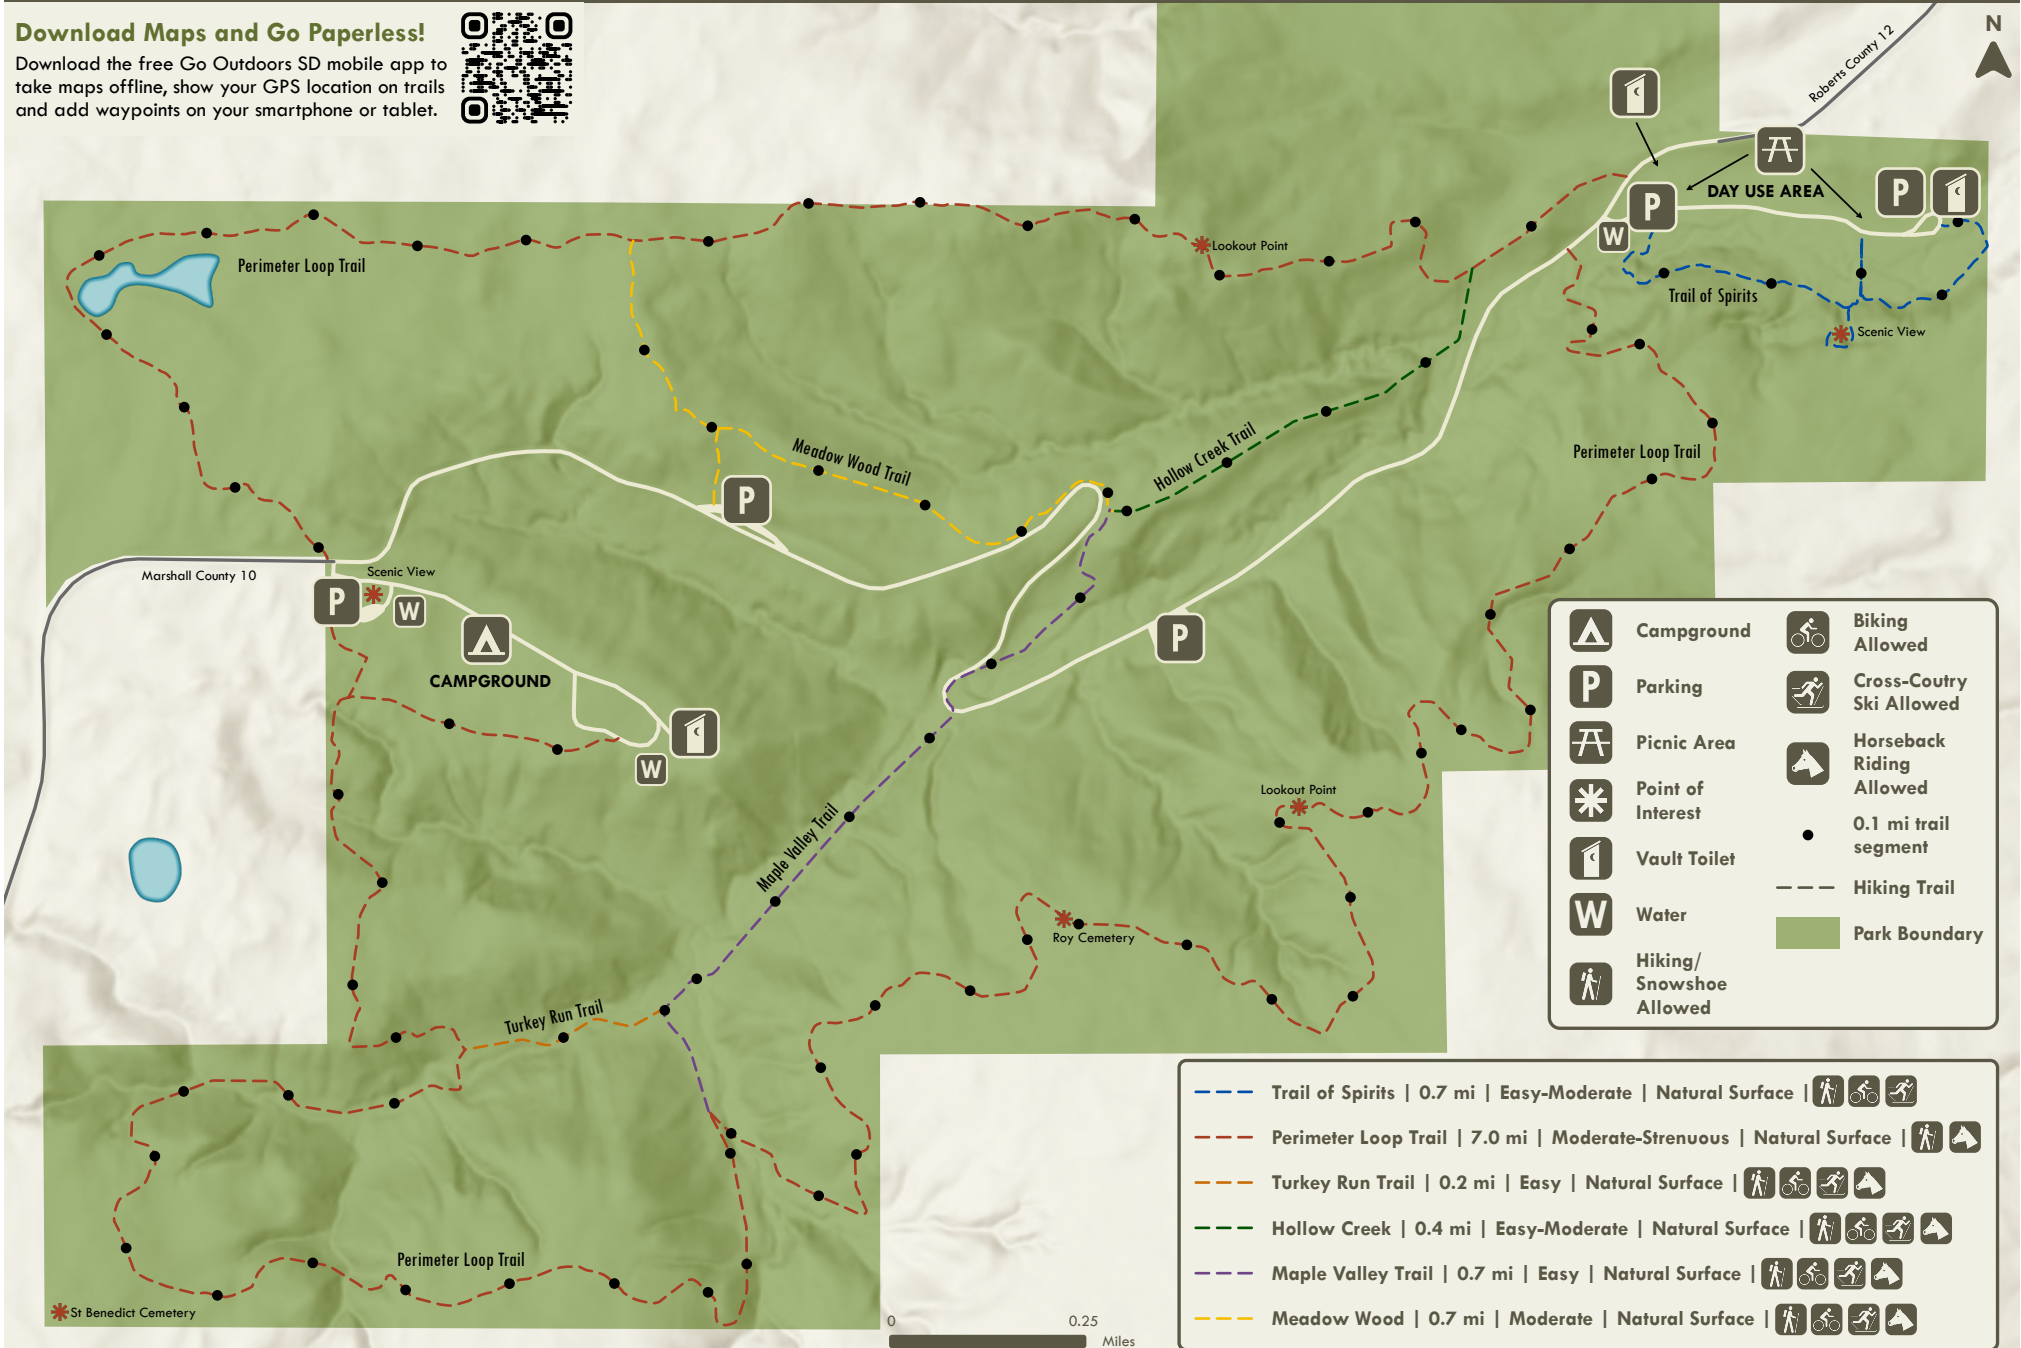 Download Maps and Go Paperless!
Download the free Go Outdoors SD mobile app to
take maps offline, show your GPS location on trails
and add waypoints on your smartphone or tablet.
N
Roberts County 12
P
DAY USE AREA
P
W
Lookout Point
Perimeter Loop Trail
Trail of Spirits
Scenic View
Meadow Wood Trail
Hollow Creek Trail
Perimeter Loop Trail
P
Marshall County 10
Scenic View
P
W
CAMPGROUND
P
W
Lookout Point
Maple Valley Trail
Roy Cemetery
Turkey Run Trail
Perimeter Loop Trail
St Benedict Cemetery
0
0.25
Miles
Campground
P
Parking
Picnic Area
Point of
Interest
Vault Toilet
W
Water
Hiking/
Snowshoe
Allowed
Biking
Allowed
Cross-Coutry
Ski Allowed
Horseback
Riding
Allowed
0.1 mi trail
segment
Hiking Trail
Park Boundary
Trail of Spirits | 0.7 mi | Easy-Moderate | Natural Surface |
Perimeter Loop Trail | 7.0 mi | Moderate-Strenuous | Natural Surface |
Turkey Run Trail | 0.2 mi | Easy | Natural Surface |
Hollow Creek | 0.4 mi | Easy-Moderate | Natural Surface |
Maple Valley Trail | 0.7 mi | Easy | Natural Surface |
Meadow Wood | 0.7 mi | Moderate | Natural Surface |